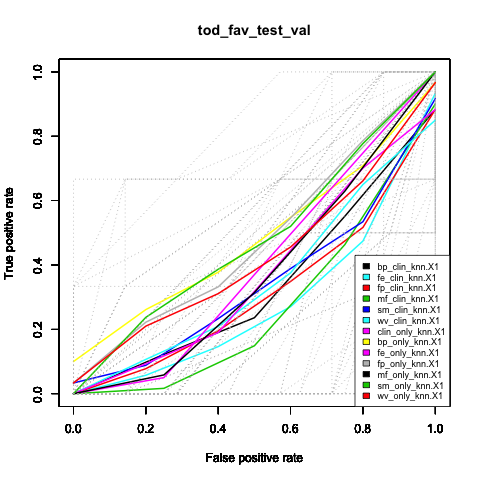 tod_fav_test_val
True positive rate
1.0
0.8
0.6
0.4
0.2
0.0
bp_clin_knn.X1
fe_clin_knn.X1
fp_clin_knn.X1
mf_clin_knn.X1
sm_clin_knn.X1
wv_clin_knn.X1
clin_only_knn.X1
bp_only_knn.X1
fe_only_knn.X1
fp_only_knn.X1
mf_only_knn.X1
sm_only_knn.X1
wv_only_knn.X1
0.0 0.2 0.4 0.6 0.8 1.0
False positive rate